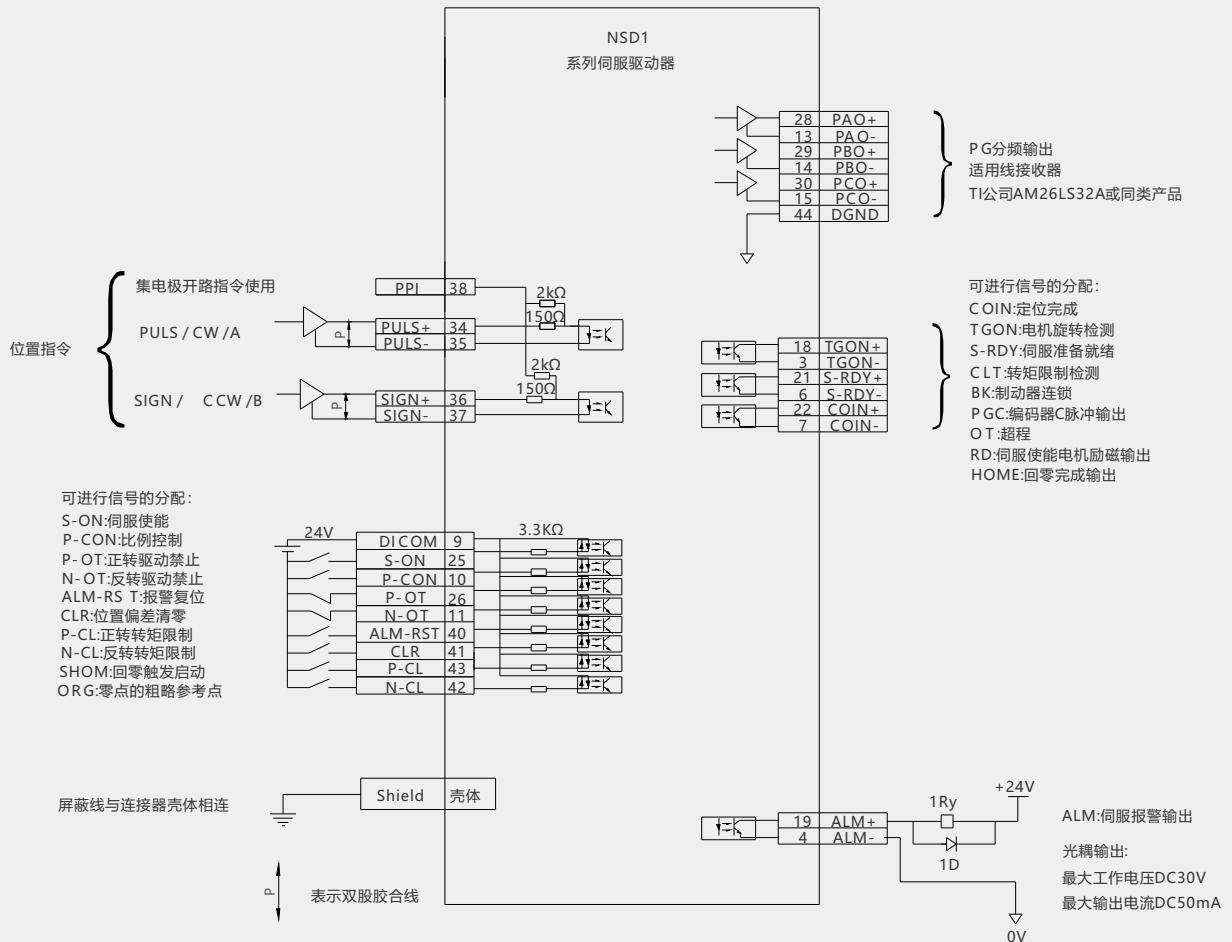 NSD1
系列伺服驱动器
28 PAO+
13 PAO-
29 PBO+
14 PBO-
30 PCO+
15 PCO-
44 DGND
PG分频输出
适用线接收器
TI公司AM26LS32A或同类产品
位置指令
集电极开路指令使用
PULS / CW /A
SIGN / CCW /B
P
P
PPI 38
PULS+ 34
PULS- 35
SIGN+ 36
SIGN- 37
2kΩ
150Ω
2kΩ
150Ω
18 TGON+
3 TGON-
21 S-RDY+
6 S-RDY-
22 COIN+
7 COIN-
可进行信号的分配:
COIN:定位完成
TGON:电机旋转检测
S-RDY:伺服准备就绪
CLT:转矩限制检测
BK:制动器连锁
PGC:编码器C脉冲输出
OT:超程
RD:伺服使能电机励磁输出
HOME:回零完成输出
可进行信号的分配:
S-ON:伺服使能
P-CON:比例控制
P-OT:正转驱动禁止
N-OT:反转驱动禁止
ALM-RS T:报警复位
CLR:位置偏差清零
P-CL:正转转矩限制
N-CL:反转转矩限制
SHOM:回零触发启动
ORG:零点的粗略参考点
24V
3.3KΩ
DICOM 9
S-ON 25
P-CON 10
P-OT 26
N-OT 11
ALM-RST 40
CLR 41
P-CL 43
N-CL 42
屏蔽线与连接器壳体相连
Shield 壳体
P
表示双股胶合线
19 ALM+
4 ALM-
1Ry
+24V
1D
0V
ALM:伺服报警输出
光耦输出:
最大工作电压DC30V
最大输出电流DC50mA